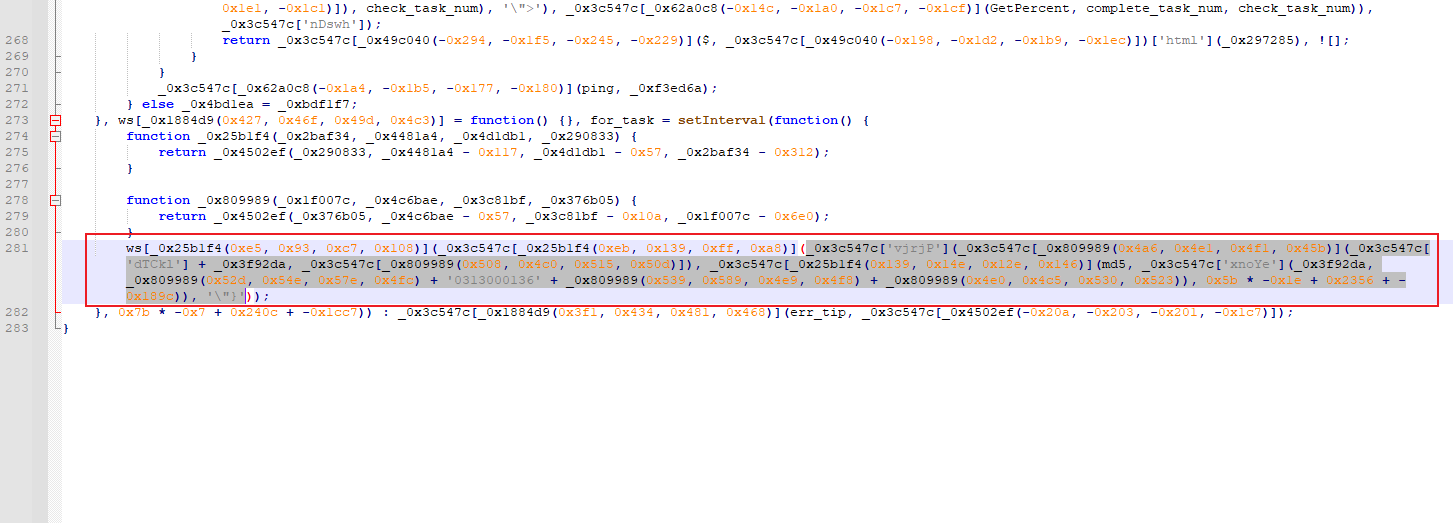 0x1e1, -0x1c1)]), check_task_num), '\">'), _0x3c547c[_0x62a0c8(-0x14c, -0x1a0, -0x1c7, -0x1cf)](GetPercent, complete_task_num, check_task_num)),
_0x3c547c['nDswh']);
268 return _0x3c547c[_0x49c040(-0x294, -0x1f5, -0x245, -0x229)]($, _0x3c547c[_0x49c040(-0x198, -0x1d2, -0x1b9, -0x1ec)])['html'](_0x297285), ![];
269 }
270 }
271 _0x3c547c[_0x62a0c8(-0x1a4, -0x1b5, -0x177, -0x180)](ping, _0xf3ed6a);
272 } else _0x4bd1ea = _0xbdf1f7;
273 }, ws[_0x1884d9(0x427, 0x46f, 0x49d, 0x4c3)] = function() {}, for_task = setInterval(function() {
274 function _0x25b1f4(_0x2baf34, _0x4481a4, _0x4d1db1, _0x290833) {
275 return _0x4502ef(_0x290833, _0x4481a4 - 0x117, _0x4d1db1 - 0x57, _0x2baf34 - 0x312);
276 }
277
278 function _0x809989(_0x1f007c, _0x4c6bae, _0x3c81bf, _0x376b05) {
279 return _0x4502ef(_0x376b05, _0x4c6bae - 0x57, _0x3c81bf - 0x10a, _0x1f007c - 0x6e0);
280 }
281 ws[_0x25b1f4(0xe5, 0x93, 0xc7, 0x108)](_0x3c547c[_0x25b1f4(0xeb, 0x139, 0xff, 0xa8)](_0x3c547c['vjrjP'](_0x3c547c[_0x809989(0x4a6, 0x4e1, 0x4f1, 0x45b)](_0x3c547c[
'dTCkl'] + _0x3f92da, _0x3c547c[_0x809989(0x508, 0x4c0, 0x515, 0x50d)]), _0x3c547c[_0x25b1f4(0x139, 0x14e, 0x12e, 0x146)](md5, _0x3c547c['xnoYe'](_0x3f92da,
_0x809989(0x52d, 0x54e, 0x57e, 0x4fc) + '0313000136' + _0x809989(0x539, 0x589, 0x4e9, 0x4f8) + _0x809989(0x4e0, 0x4c5, 0x530, 0x523)), 0x5b * -0x1e + 0x2356 + -
0x189c)), '\"}'));
282 }, 0x7b * -0x7 + 0x240c + -0x1cc7)) : _0x3c547c[_0x1884d9(0x3f1, 0x434, 0x481, 0x468)](err_tip, _0x3c547c[_0x4502ef(-0x20a, -0x203, -0x201, -0x1c7)]);
283 }